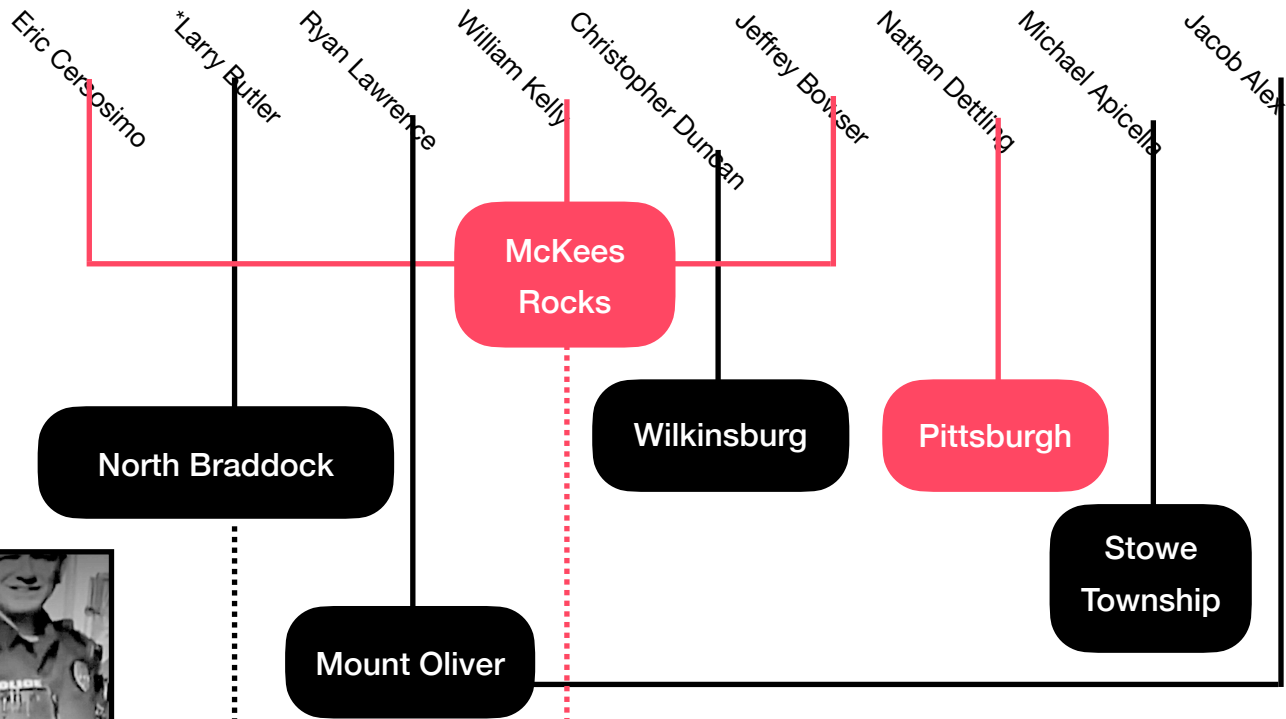 Eric Cersosimo
*Larry Butler
Ryan Lawrence
William Kelly
Christopher Duncan
Jeffrey Bowser
Nathan Dettling
Michael Apicella
Jacob Alex
McKees
Rocks
Wilkinsburg
Pittsburgh
North Braddock
Stowe
Township
Mount Oliver
POLICE